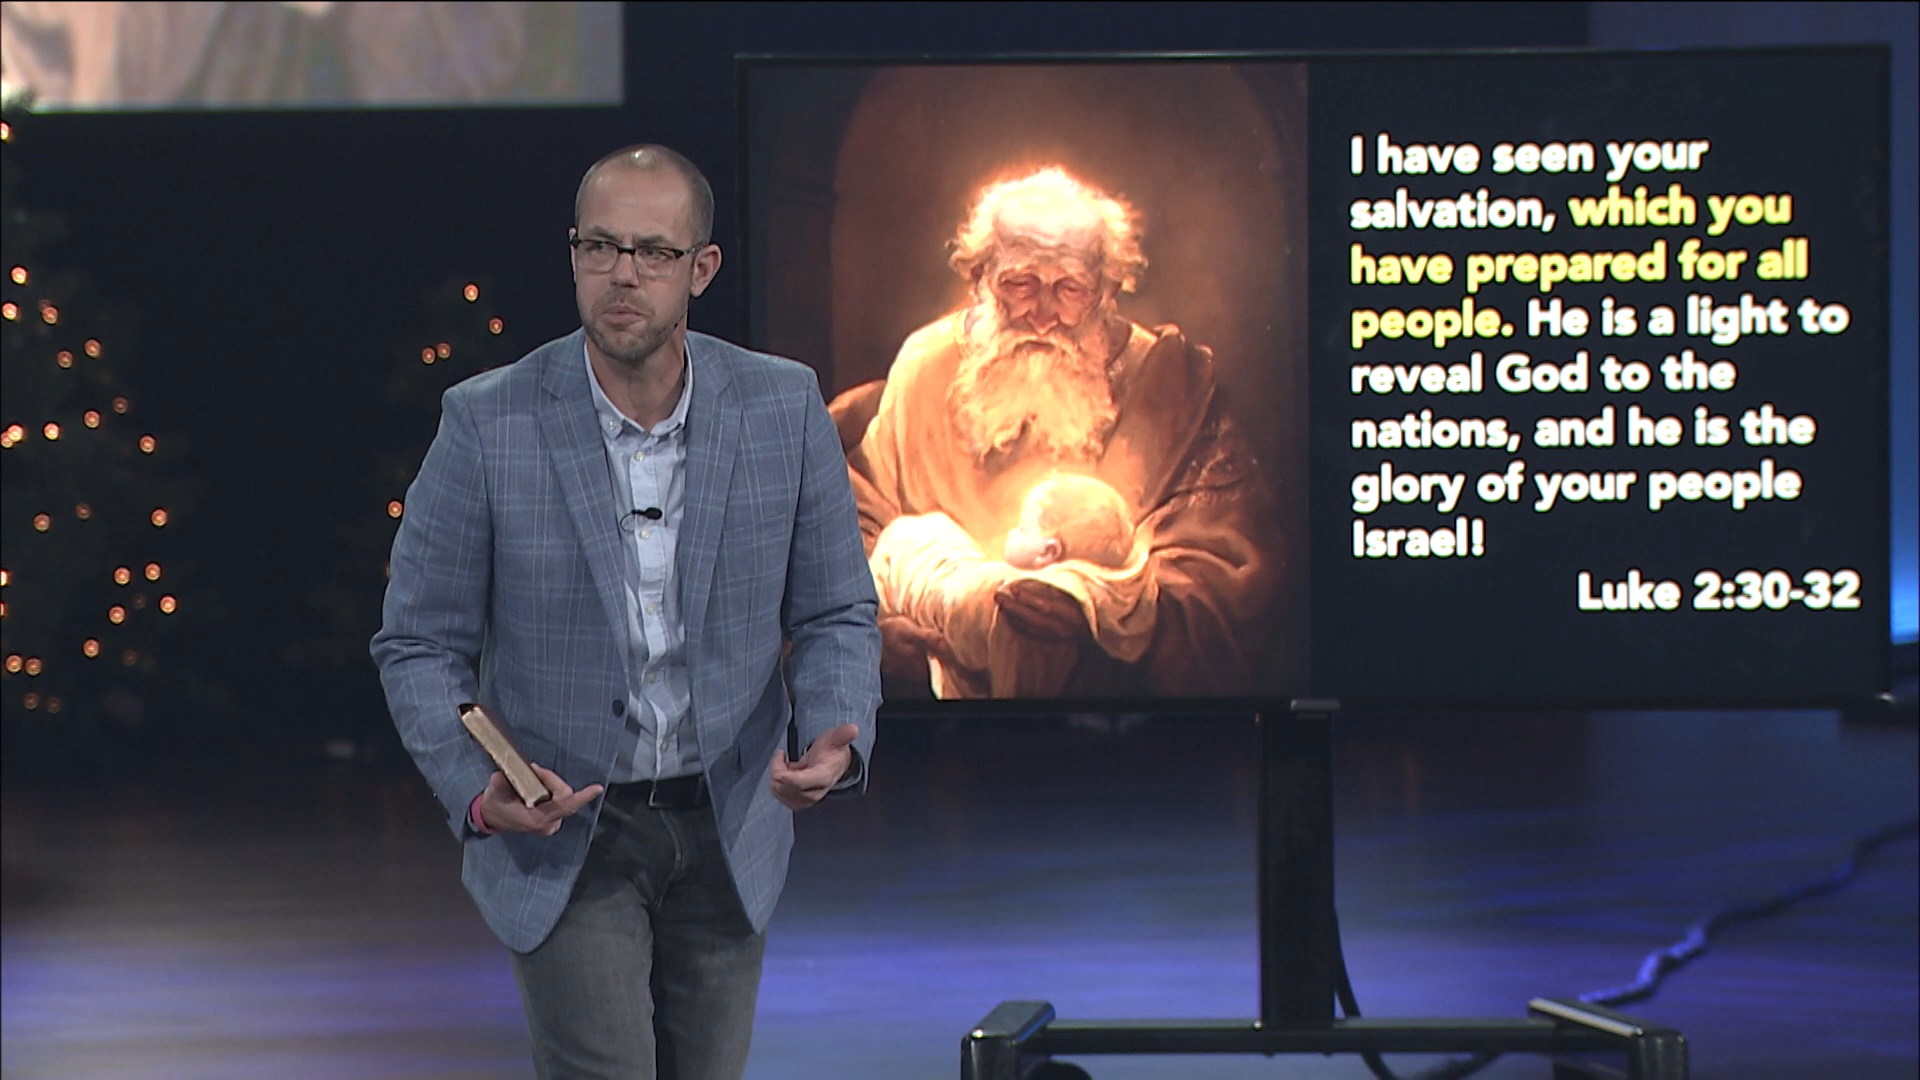 I have seen your
salvation, which you
have prepared for all
people. He is a light to
reveal God to the
nations, and he is the
glory of your people
Israel!
Luke 2:30-32